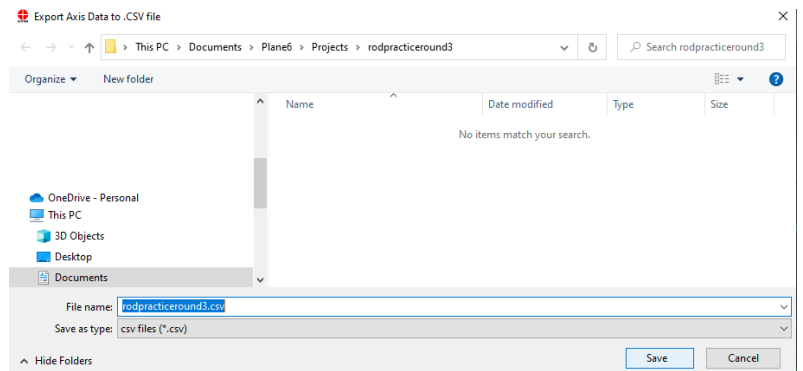 Export Axis Data to .CSV file
This PC > Documents > Plane6 > Projects > rodpracticeround3
Search rodpracticeround3
Organize
New folder
Name Date modified Type Size
No items match your search.
OneDrive - Personal
This PC
3D Objects
Desktop
Documents
File name: rodpracticeround3.csv
Save as type: csv files (*.csv)
Hide Folders
Save
Cancel